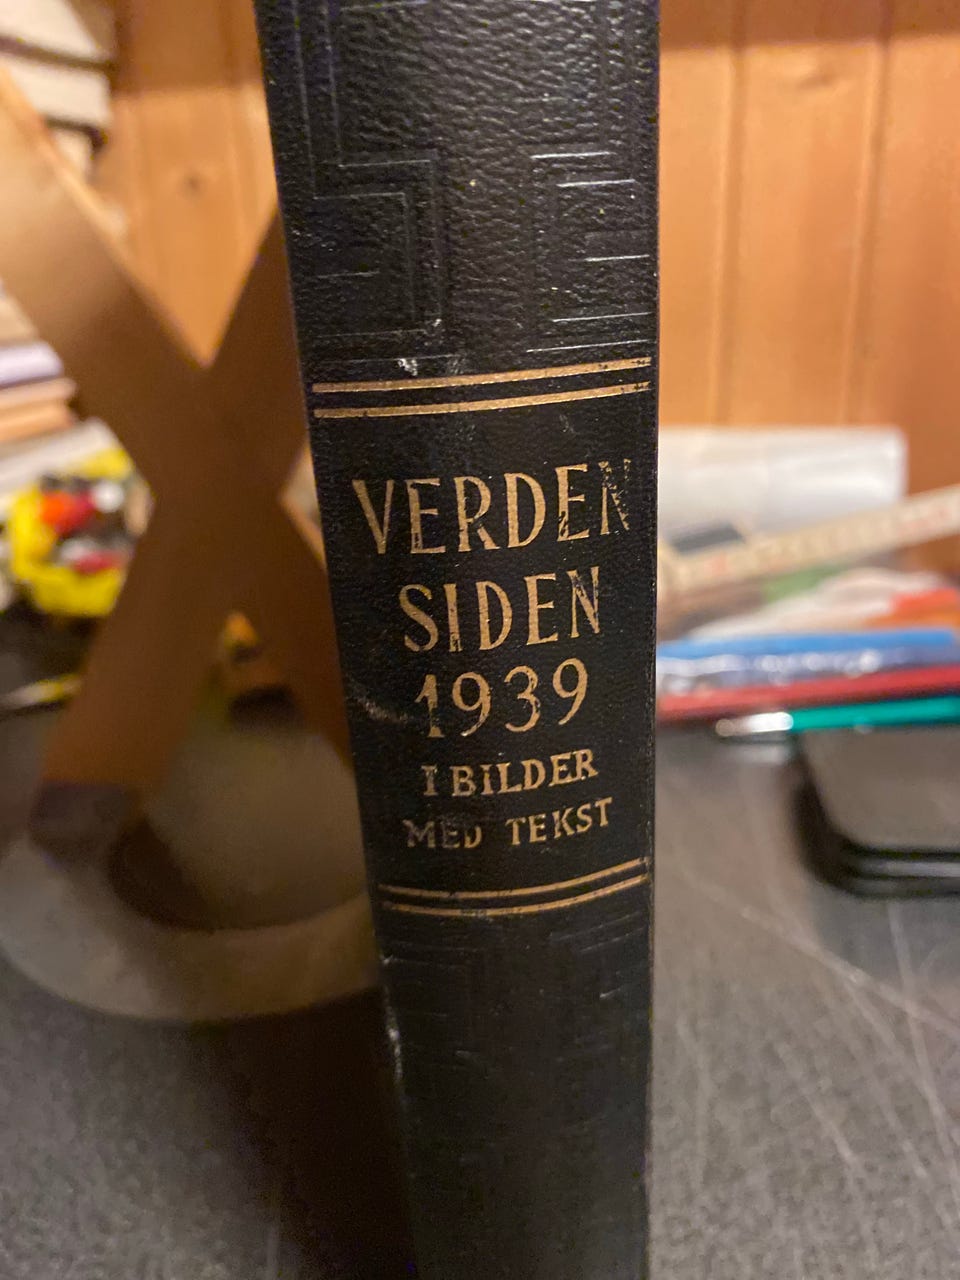 VERDEN
SIDEN
1939
I BILDER
MED TEKST